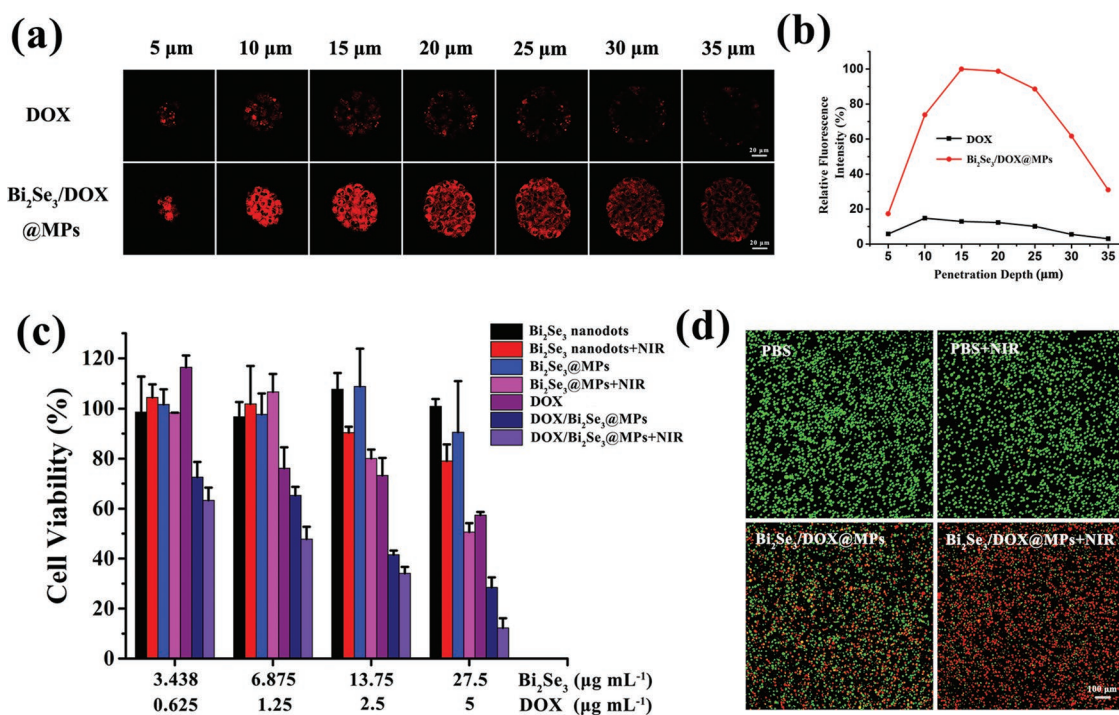 (a)
5 μm 10 μm 15 μm 20 μm 25 μm 30 μm 35 μm
DOX
20 μm
Bi₂Se₃/DOX
@MPs
20 μm
(b)
Relative Fluorescence
Intensity (%)
100
80
60
40
20
0
DOX
Bi₂Se₃/DOX@MPs
5 10 15 20 25 30 35
Penetration Depth (μm)
(c)
Cell Viability (%)
120
100
80
60
40
20
0
Bi₂Se₃ nanodots
Bi₂Se₃ nanodots+NIR
Bi₂Se₃@MPs
Bi₂Se₃@MPs+NIR
DOX
DOX/Bi₂Se₃@MPs
DOX/Bi₂Se₃@MPs+NIR
3.438 6.875 13.75 27.5 Bi₂Se₃ (μg mL⁻¹)
0.625 1.25 2.5 5 DOX (μg mL⁻¹)
(d)
PBS
PBS+NIR
Bi₂Se₃/DOX@MPs
Bi₂Se₃/DOX@MPs+NIR
100 μm